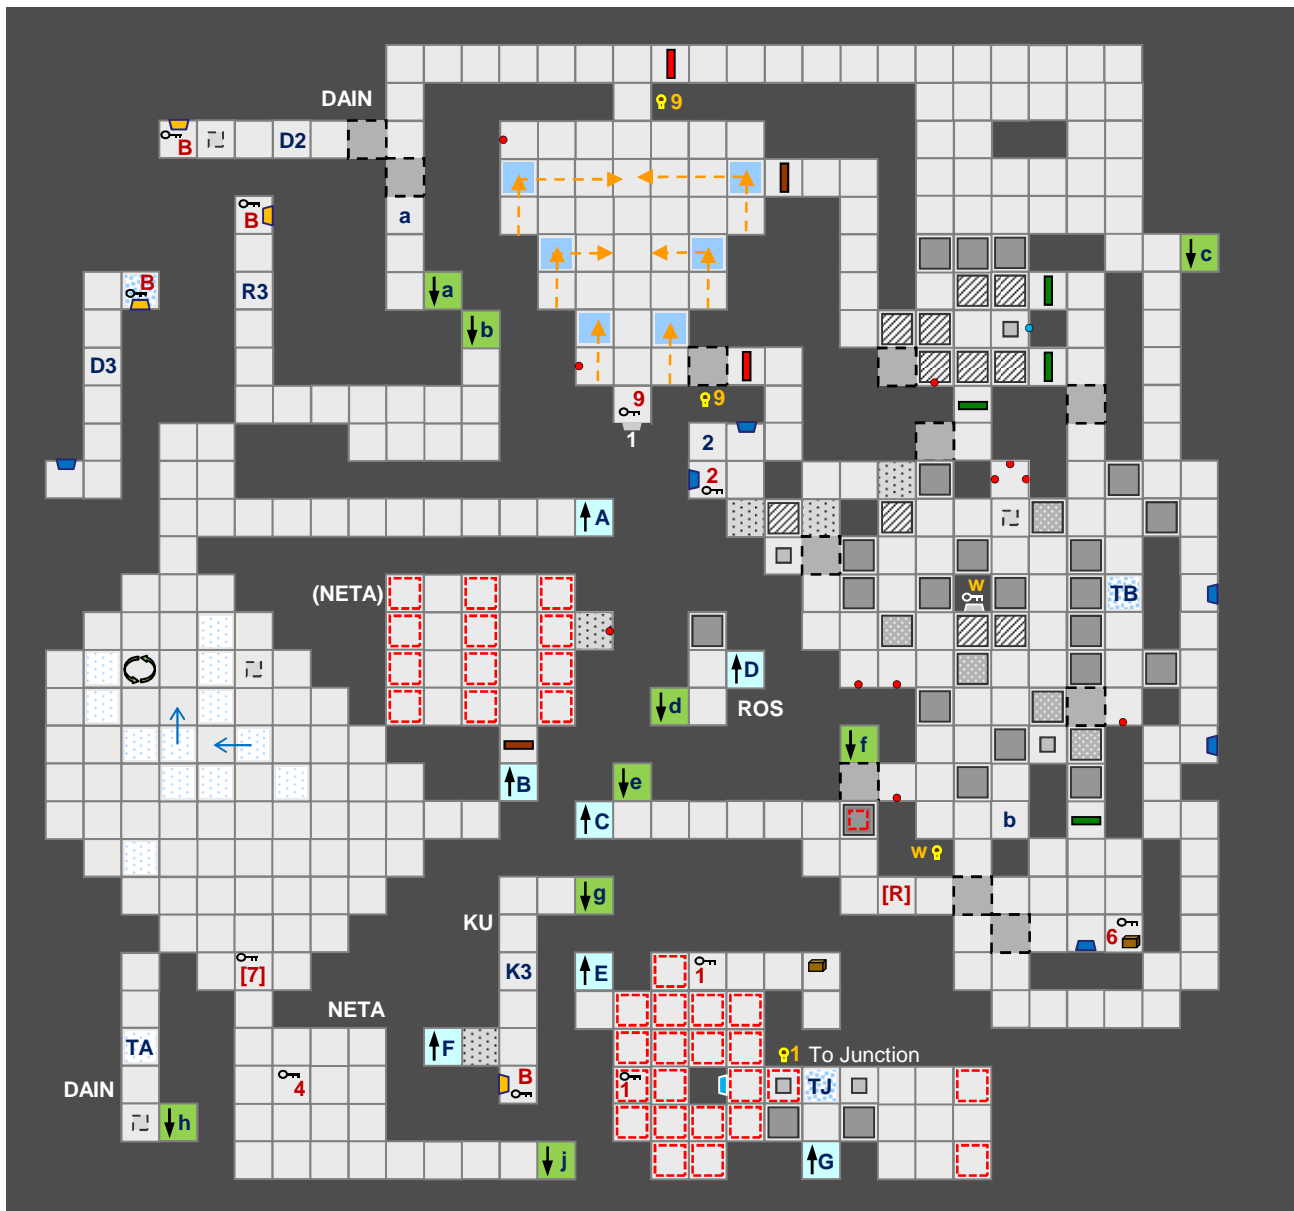 DAIN
9
B
D2
B
a
c
B
R3
a
b
D3
9
9
1
2
2
A
(NETA)
w
TB
D
d
ROS
f
B
e
C
b
w
[R]
g
KU
6
[7]
K3
E
1
NETA
TA
F
1 To Junction
DAIN
4
B
1
TJ
h
j
G